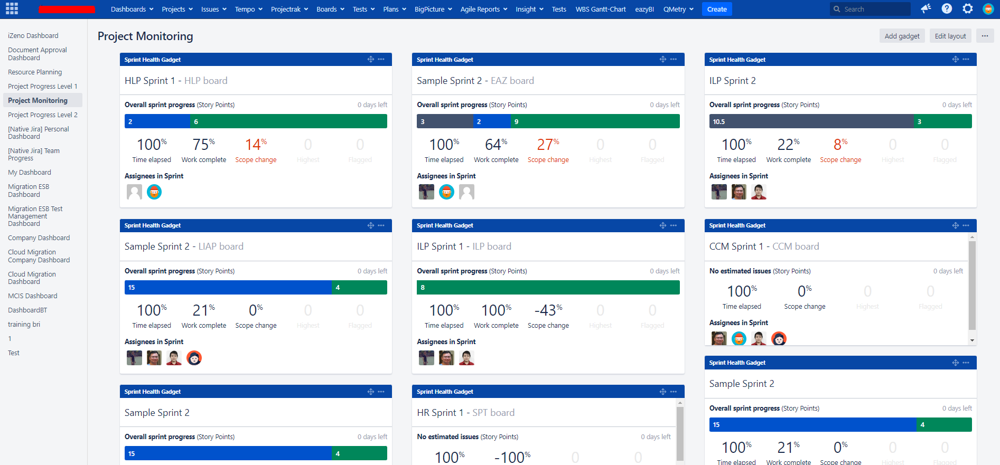 Dashboards Projects Issues Tempo Projectrak Boards Tests Plans BigPicture Agile Reports Insight Tests WBS Gantt-Chart eazyBI QMetry Create Search
iZeno Dashboard
Document Approval
Dashboard
Resource Planning
Project Progress Level 1
Project Monitoring
Project Progress Level 2
[Native Jira] Personal
Dashboard
[Native Jira] Team
Progress
My Dashboard
Migration ESB
Dashboard
Migration ESB Test
Management
Dashboard
Company Dashboard
Cloud Migration
Company Dashboard
Cloud Migration
Dashboard
MCIS Dashboard
DashboardBT
training bri
1
Test
Project Monitoring
Add gadget Edit layout ...
Sprint Health Gadget
HLP Sprint 1 - HLP board
Overall sprint progress (Story Points) 0 days left
2 6
100% 75% 14% 0 0
Time elapsed Work complete Scope change Highest Flagged
Assignees in Sprint
Sprint Health Gadget
Sample Sprint 2 - EAZ board
Overall sprint progress (Story Points) 0 days left
3 2 9
100% 64% 27% 0 0
Time elapsed Work complete Scope change Highest Flagged
Assignees in Sprint
Sprint Health Gadget
ILP Sprint 2
Overall sprint progress (Story Points) 0 days left
10.5 3
100% 22% 8% 0 0
Time elapsed Work complete Scope change Highest Flagged
Assignees in Sprint
Sprint Health Gadget
Sample Sprint 2 - LIAP board
Overall sprint progress (Story Points) 0 days left
15 4
100% 21% 0% 0 0
Time elapsed Work complete Scope change Highest Flagged
Assignees in Sprint
Sprint Health Gadget
ILP Sprint 1 - ILP board
Overall sprint progress (Story Points) 0 days left
8
100% 100% -43% 0 0
Time elapsed Work complete Scope change Highest Flagged
Assignees in Sprint
Sprint Health Gadget
CCM Sprint 1 - CCM board
No estimated issues (Story Points) 0 days left
100% 0% 0 0
Time elapsed Scope change Highest Flagged
Assignees in Sprint
Sprint Health Gadget
Sample Sprint 2
Overall sprint progress (Story Points) 0 days left
15 4
Sprint Health Gadget
HR Sprint 1 - SPT board
No estimated issues (Story Points) 0 days left
100% -100% 0 0
Sprint Health Gadget
Sample Sprint 2
Overall sprint progress (Story Points) 0 days left
15 4
100% 21% 0% 0 0
Time elapsed Work complete Scope change Highest Flagged